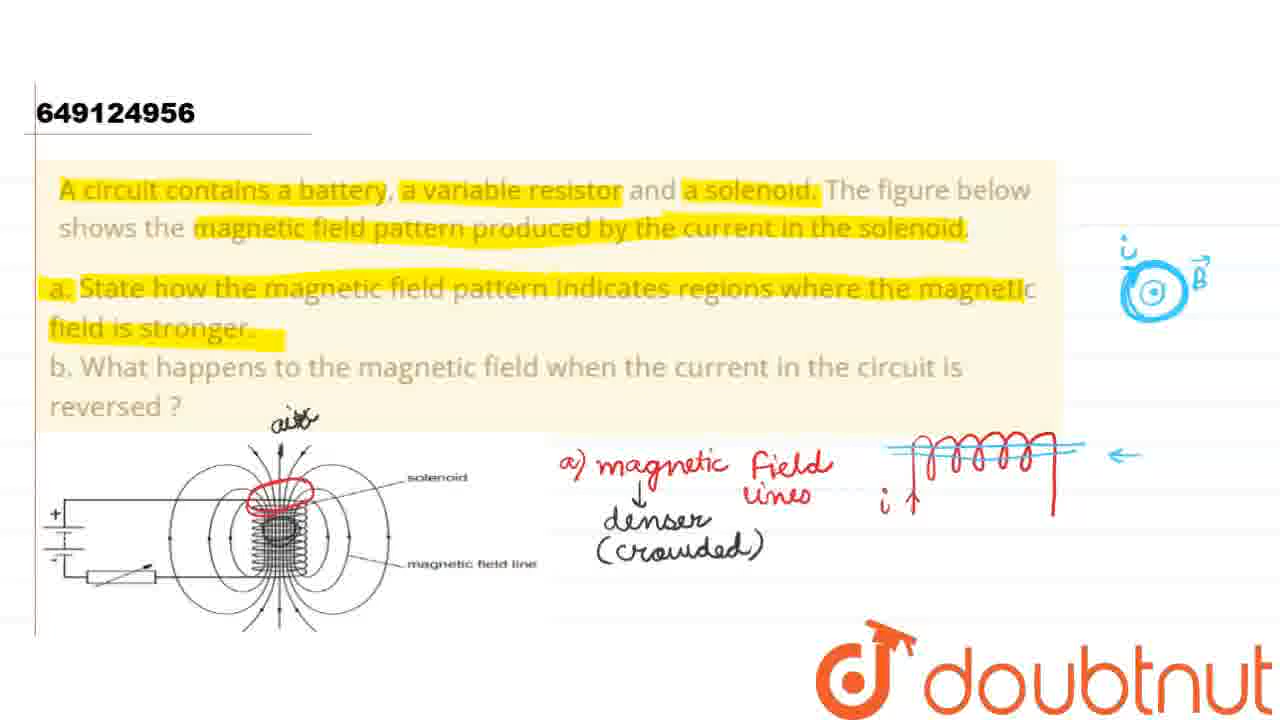 649124956
A circuit contains a battery, a variable resistor and a solenoid. The figure below
shows the magnetic field pattern produced by the current in the solenoid.
a. State how the magnetic field pattern indicates regions where the magnetic
field is stronger.
b. What happens to the magnetic field when the current in the circuit is
reversed ?
i
B
solenoid
magnetic field line
+
-
a) magnetic field
lines
denser
(crowded)
i
doubtnut